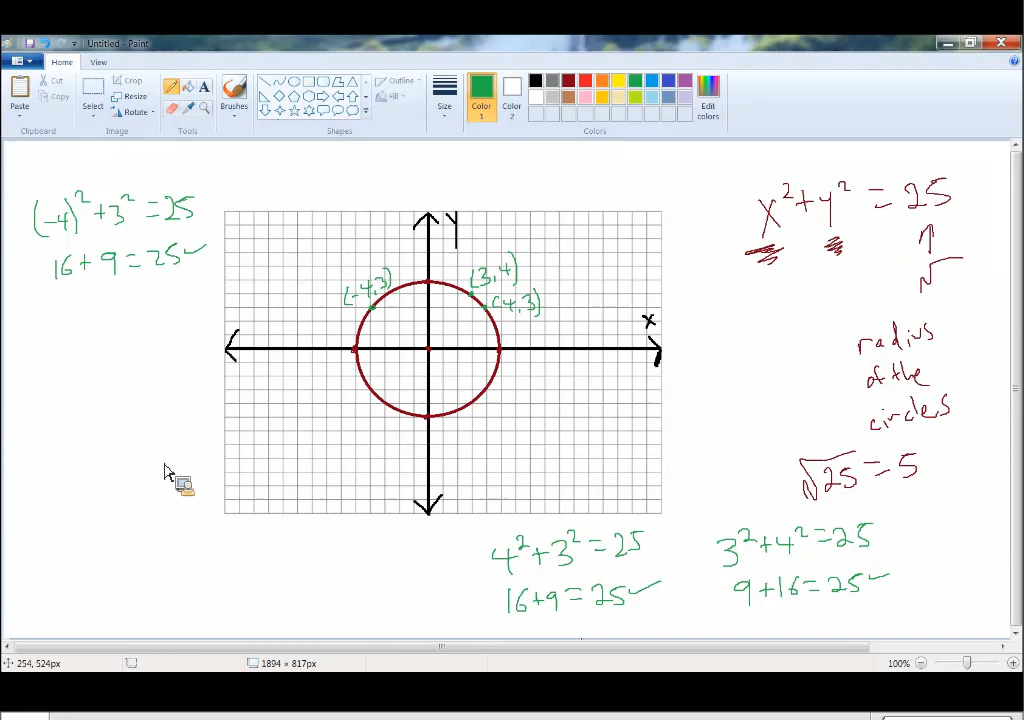 Untitled - Paint
Home View
Paste
Cut
Copy
Clipboard
Select
Crop
Resize
Rotate
Image
Tools
Brushes
Shapes
Outline
Fill
Size
Color 1
Color 2
Edit colors
Colors
(-4)² + 3² = 25
16 + 9 = 25 ✓
Y
x
(-4,3)
(3,4)
(4,3)
x² + y² = 25
↑
√
radius
of the
circles
√25 = 5
4² + 3² = 25
16 + 9 = 25 ✓
3² + 4² = 25
9 + 16 = 25 ✓
254, 524px
1894 × 817px
100%